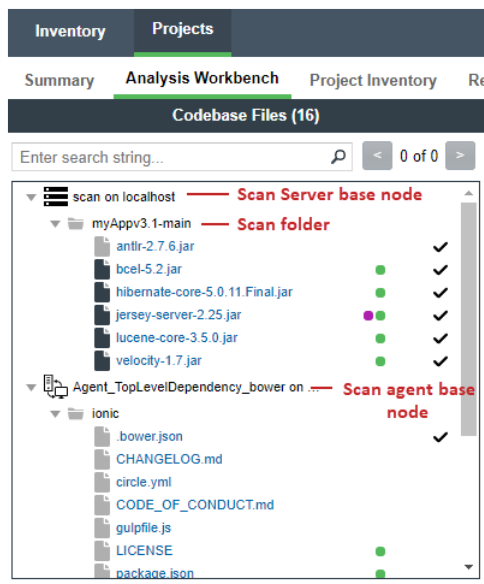 Inventory Projects
Summary Analysis Workbench Project Inventory Re
Codebase Files (16)
Enter search string... < 0 of 0 >
scan on localhost Scan Server base node
myAppv3.1-main Scan folder
antlr-2.7.6.jar
bcel-5.2.jar
hibernate-core-5.0.11.Final.jar
jersey-server-2.25.jar
lucene-core-3.5.0.jar
velocity-1.7.jar
Agent_TopLevelDependency_bower on ... Scan agent base
node
ionic
.bower.json
CHANGELOG.md
circle.yml
CODE_OF_CONDUCT.md
gulpfile.js
LICENSE
package.json